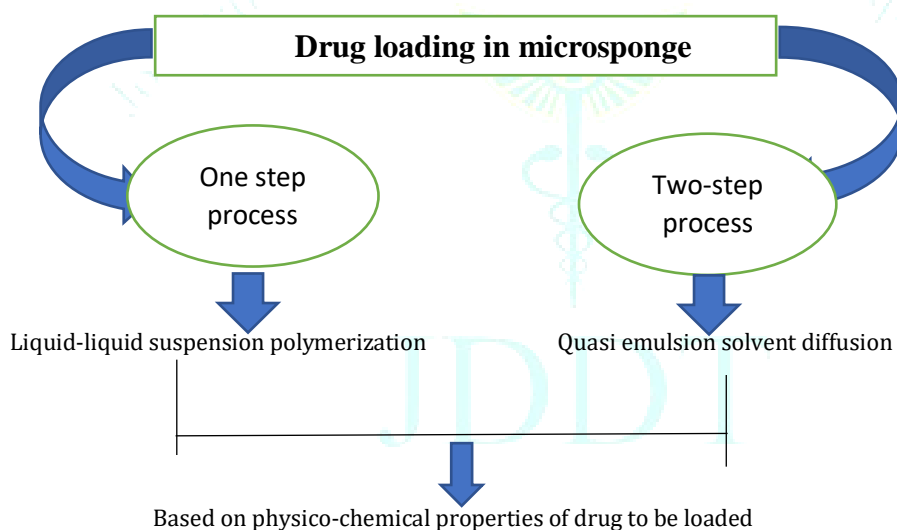 Drug loading in microsponge
One step
process
Two-step
process
Liquid-liquid suspension polymerization
Quasi emulsion solvent diffusion
JDDT
Based on physico-chemical properties of drug to be loaded